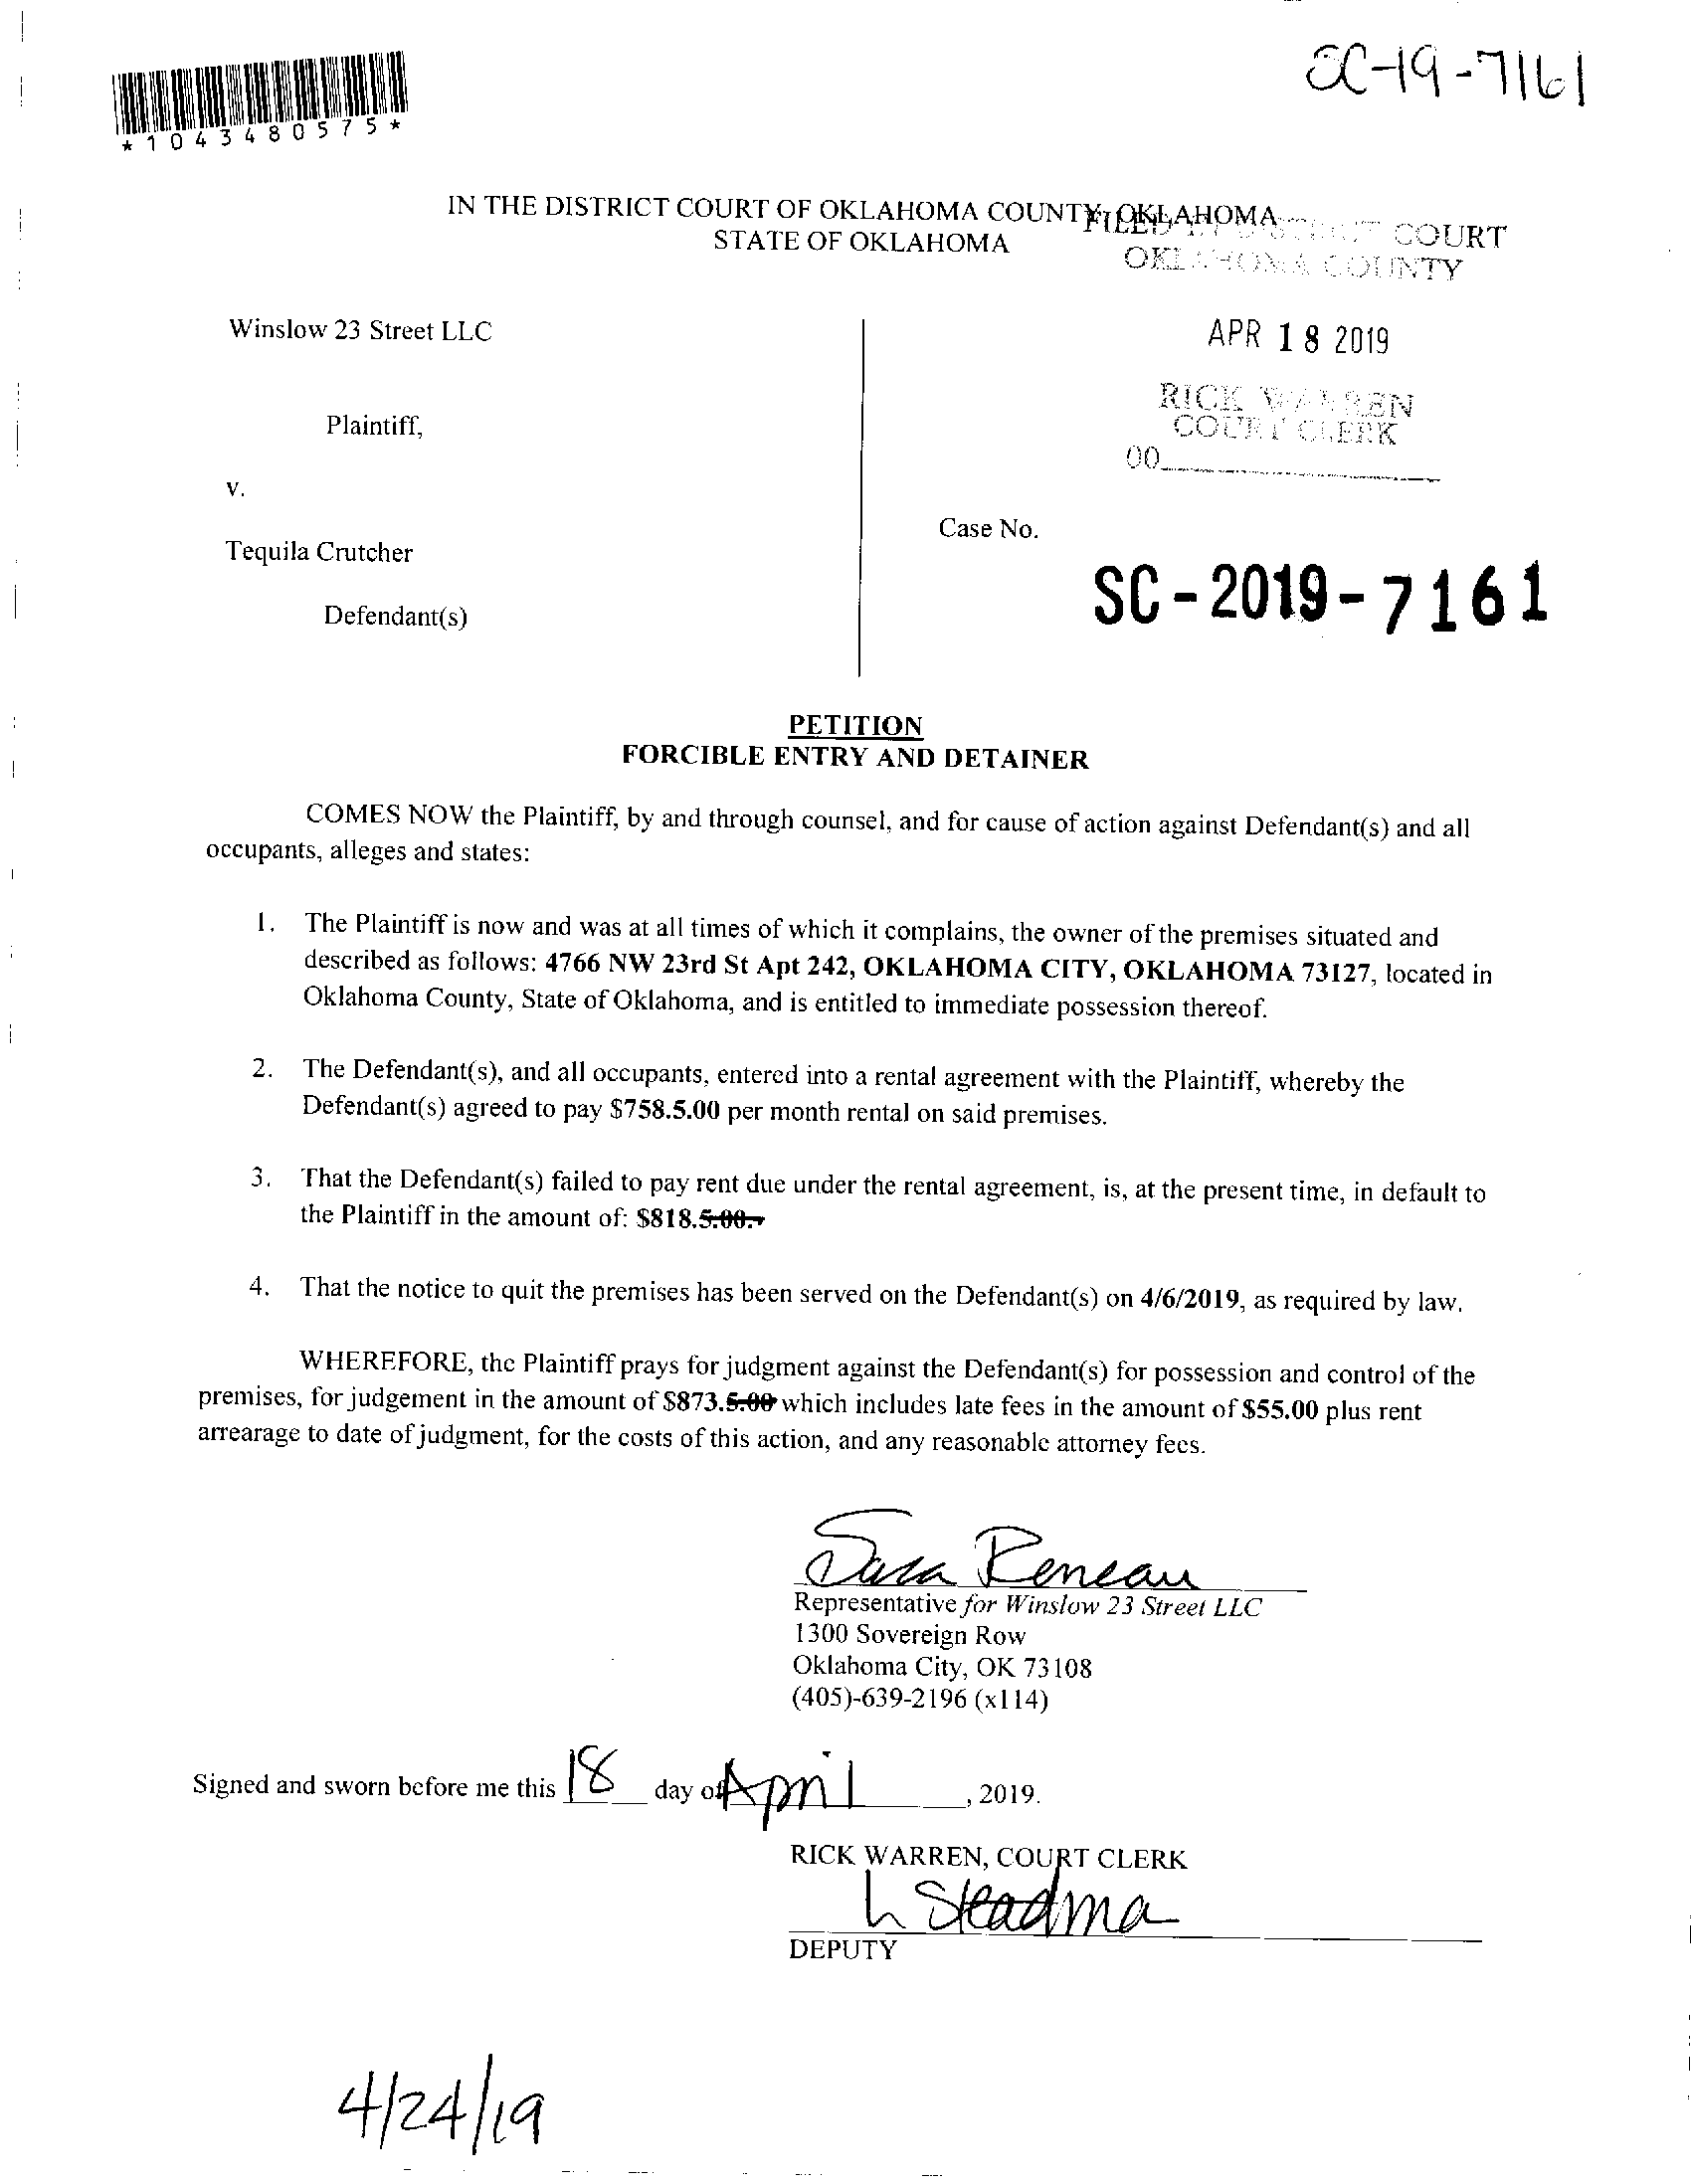 SC-19-7161
*1043480575*
IN THE DISTRICT COURT OF OKLAHOMA COUNTY, OKLAHOMA
STATE OF OKLAHOMA
FILED IN DISTRICT COURT
OKLAHOMA COUNTY
Winslow 23 Street LLC
APR 18 2019
RICK WARREN
COURT CLERK
Plaintiff,
00
v.
Case No.
Tequila Crutcher
SC-2019-7161
Defendant(s)
PETITION
FORCIBLE ENTRY AND DETAINER
COMES NOW the Plaintiff, by and through counsel, and for cause of action against Defendant(s) and all
occupants, alleges and states:
1. The Plaintiff is now and was at all times of which it complains, the owner of the premises situated and
described as follows: 4766 NW 23rd St Apt 242, OKLAHOMA CITY, OKLAHOMA 73127, located in
Oklahoma County, State of Oklahoma, and is entitled to immediate possession thereof.
2. The Defendant(s), and all occupants, entered into a rental agreement with the Plaintiff, whereby the
Defendant(s) agreed to pay $758.5.00 per month rental on said premises.
3. That the Defendant(s) failed to pay rent due under the rental agreement, is, at the present time, in default to
the Plaintiff in the amount of: $818.5.00.
4. That the notice to quit the premises has been served on the Defendant(s) on 4/6/2019, as required by law.
WHEREFORE, the Plaintiff prays for judgment against the Defendant(s) for possession and control of the
premises, for judgement in the amount of $873.5.00 which includes late fees in the amount of $55.00 plus rent
arrearage to date of judgment, for the costs of this action, and any reasonable attorney fees.
Sara Reneau
Representative for Winslow 23 Street LLC
1300 Sovereign Row
Oklahoma City, OK 73108
(405)-639-2196 (x114)
Signed and sworn before me this 18 day of April, 2019.
RICK WARREN, COURT CLERK
L Steadma
DEPUTY
4/24/19